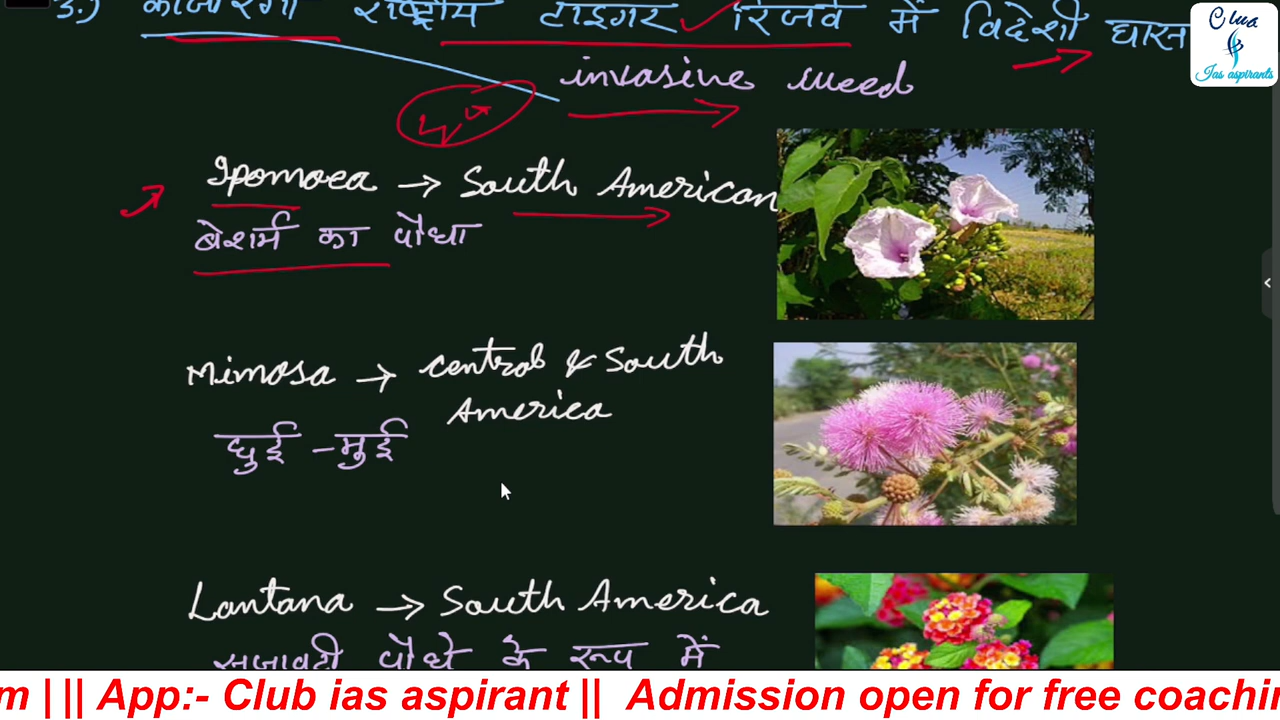 3.) काजीरंगा राष्ट्रीय टाइगर रिजर्व में विदेशी घास
invasine weed
Ipomoea → South American
बेशर्म का पौधा
Mimosa → Central & South
America
छुई - मुई
Lantana → South America
सजावटी पौधे के रूप में
Club
Ias aspirants
m | || App:- Club ias aspirant || Admission open for free coachin